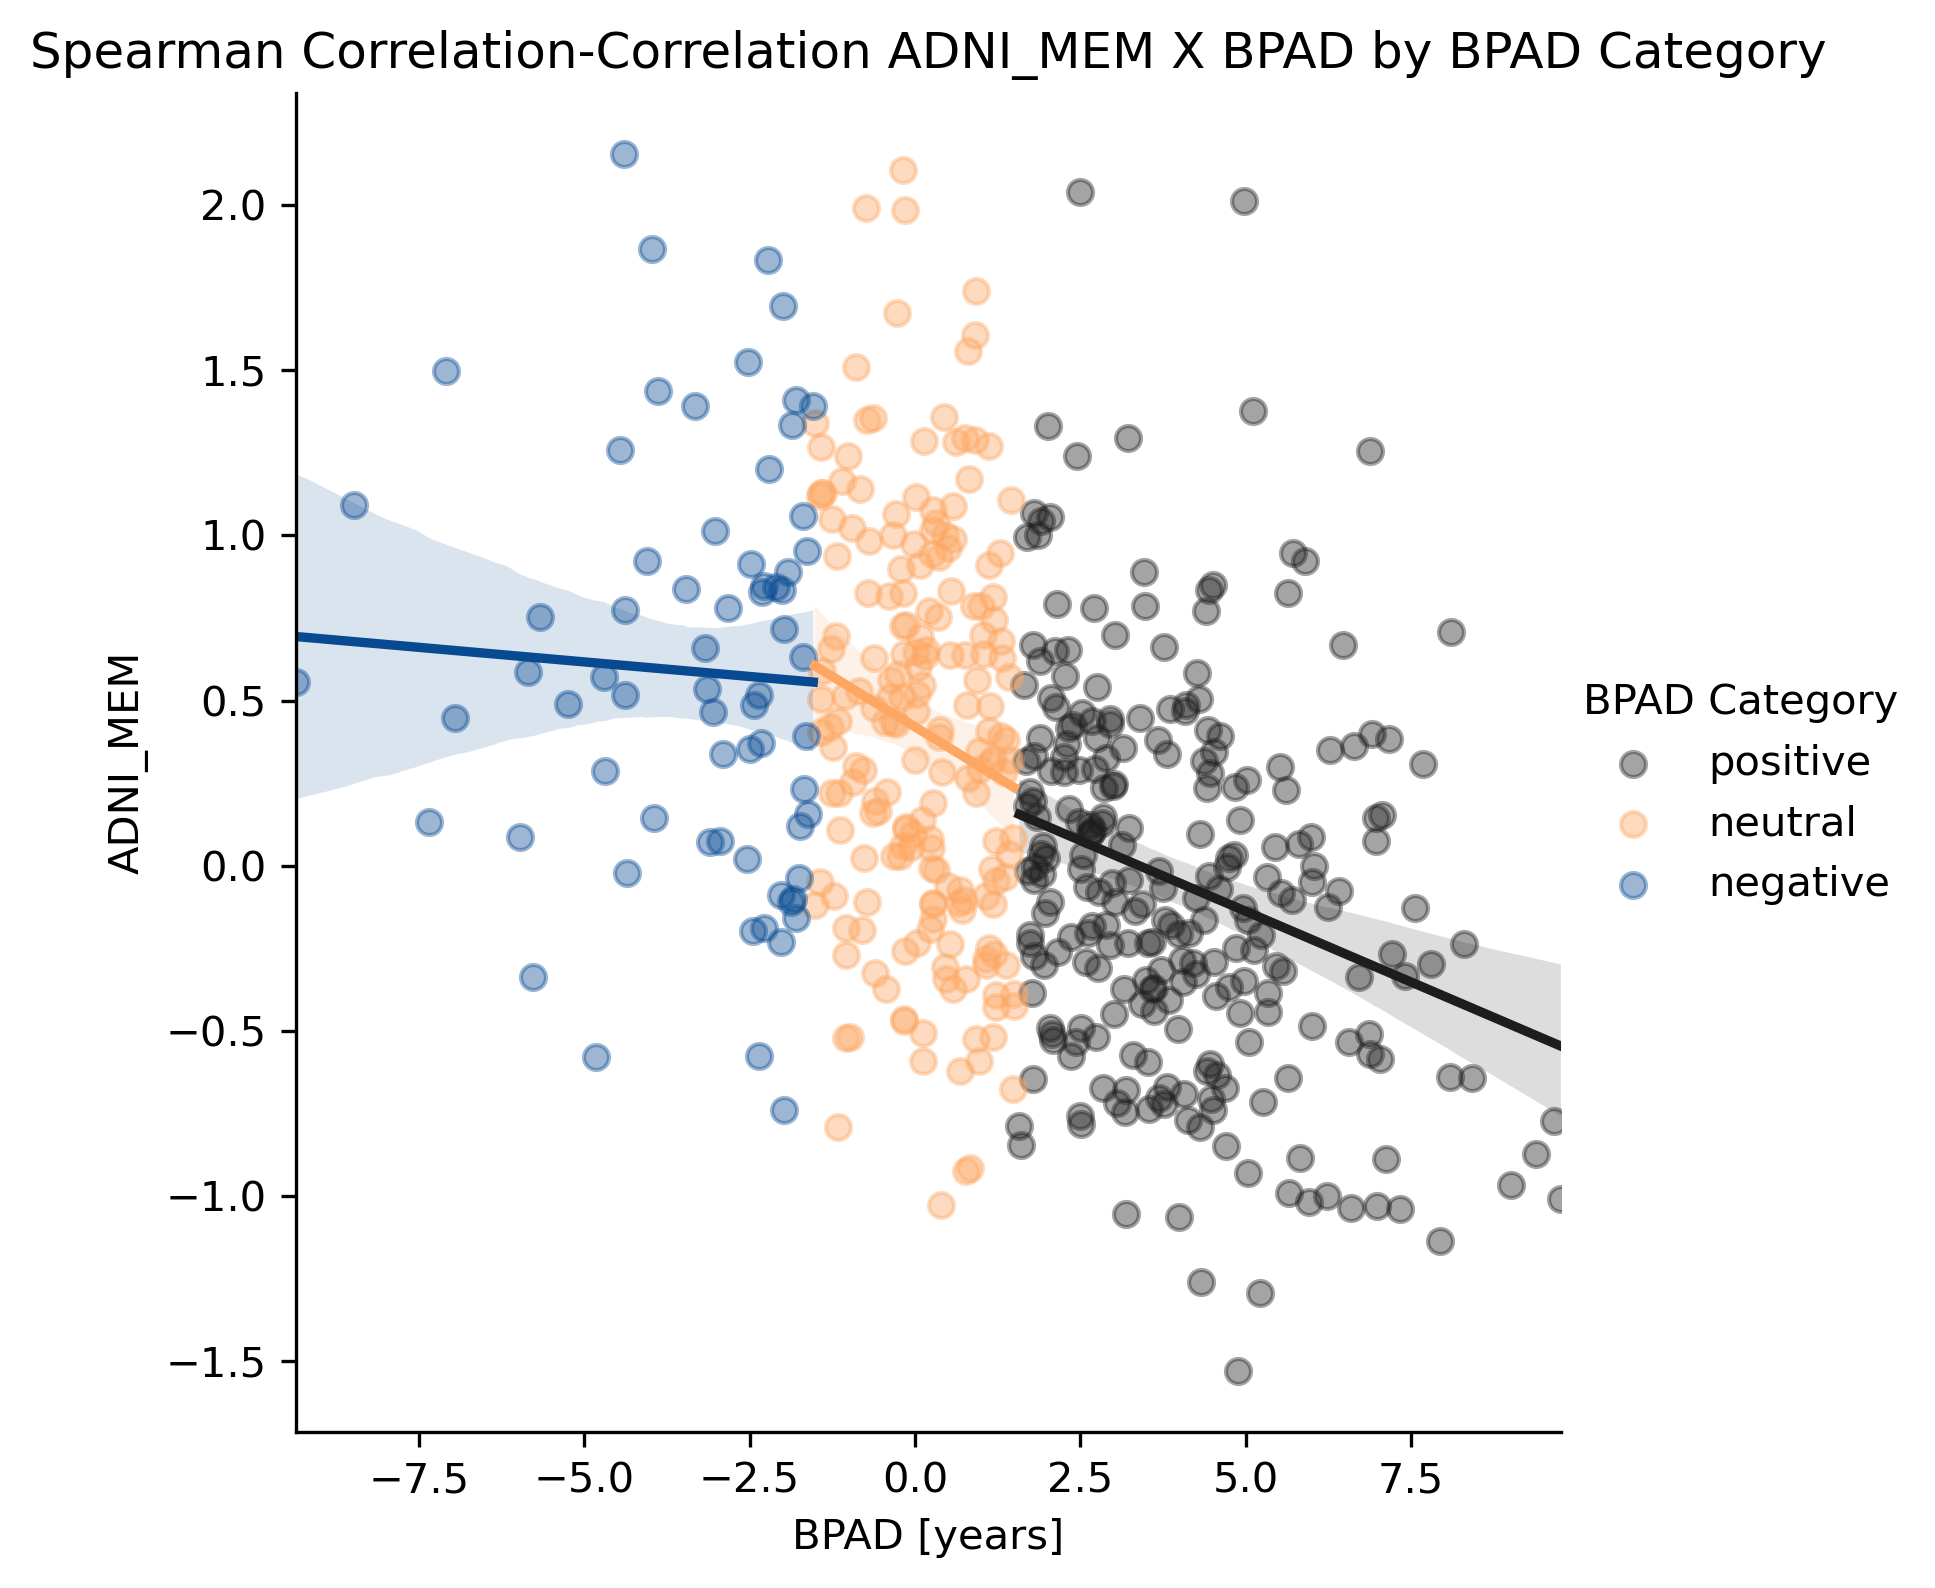 Spearman Correlation-Correlation ADNI_MEM X BPAD by BPAD Category
ADNI_MEM
2.0
1.5
1.0
0.5
0.0
−0.5
−1.0
−1.5
−7.5 −5.0 −2.5 0.0 2.5 5.0 7.5
BPAD [years]
BPAD Category
positive
neutral
negative